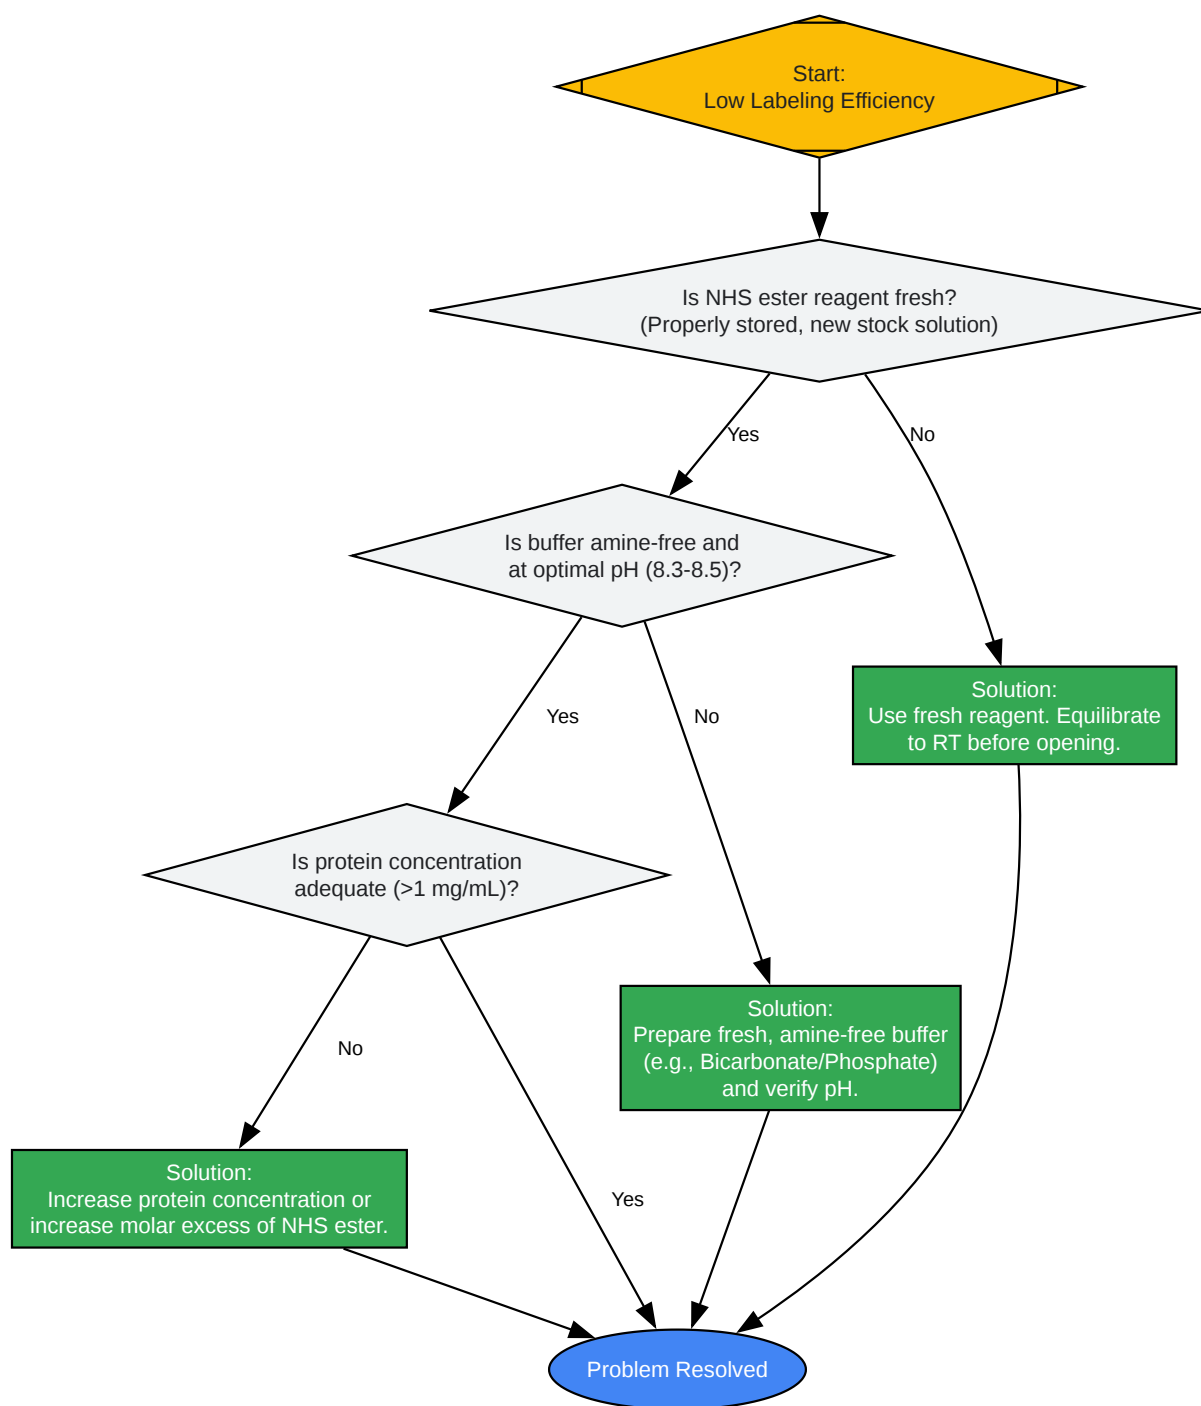 Start:
Low Labeling Efficiency
Is NHS ester reagent fresh?
(Properly stored, new stock solution)
Yes
No
Is buffer amine-free and
at optimal pH (8.3-8.5)?
Solution:
Use fresh reagent. Equilibrate
to RT before opening.
Yes
No
Is protein concentration
adequate (>1 mg/mL)?
Solution:
Prepare fresh, amine-free buffer
(e.g., Bicarbonate/Phosphate)
and verify pH.
No
Yes
Solution:
Increase protein concentration or
increase molar excess of NHS ester.
Problem Resolved